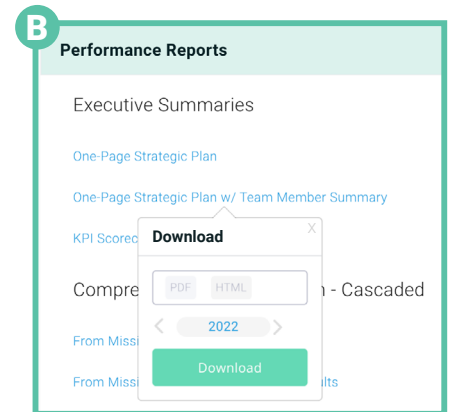 B
Performance Reports
Executive Summaries
One-Page Strategic Plan
One-Page Strategic Plan w/ Team Member Summary
KPI Scorec
X
Download
Compre
PDF HTML
n - Cascaded
< 2022 >
From Missi
Download
From Missi
ults